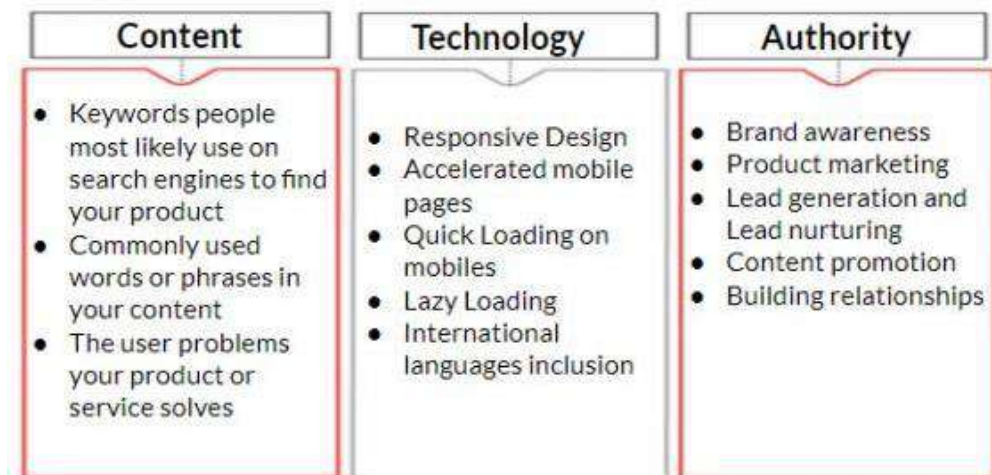 Content
● Keywords people
most likely use on
search engines to find
your product
● Commonly used
words or phrases in
your content
● The user problems
your product or
service solves
Technology
● Responsive Design
● Accelerated mobile
pages
● Quick Loading on
mobiles
● Lazy Loading
● International
languages inclusion
Authority
● Brand awareness
● Product marketing
● Lead generation and
Lead nurturing
● Content promotion
● Building relationships